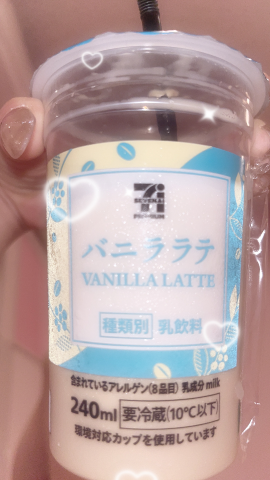 SEVEN&i
PREMIUM
バニララテ
VANILLA LATTE
種類別 乳飲料
含まれているアレルゲン(8品目) 乳成分 milk
240ml 要冷蔵(10℃以下)
環境対応カップを使用しています